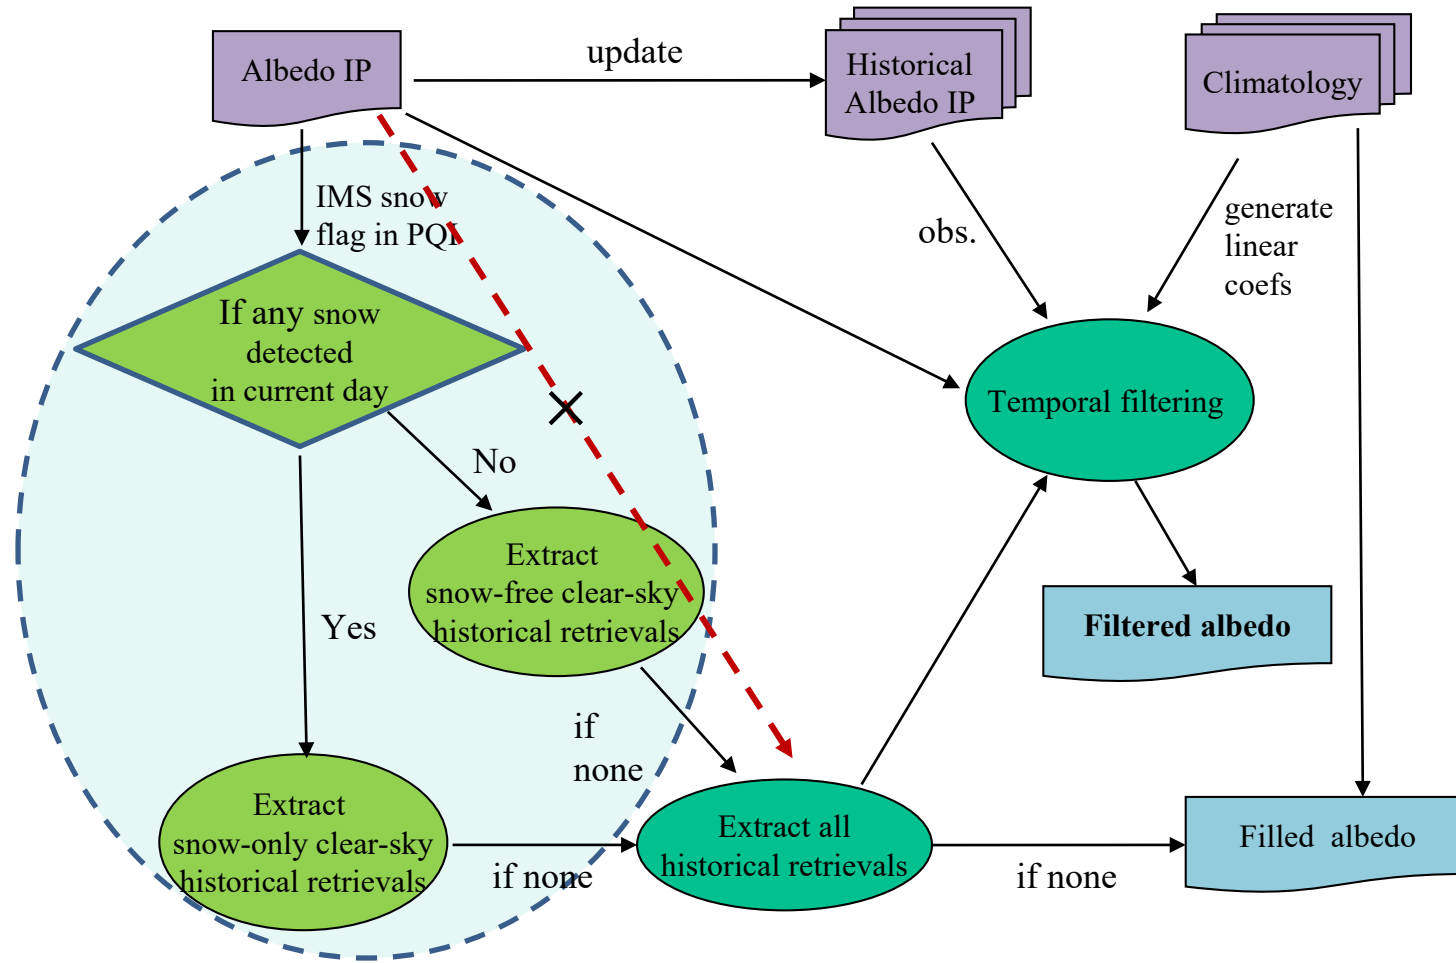 Albedo IP
update
Historical
Albedo IP
Climatology
IMS snow
flag in PQI
obs.
generate
linear
coefs
If any snow
detected
in current day
Temporal filtering
No
Extract
snow-free clear-sky
historical retrievals
Yes
Filtered albedo
if
none
Extract
snow-only clear-sky
historical retrievals
if none
Extract all
historical retrievals
if none
Filled albedo